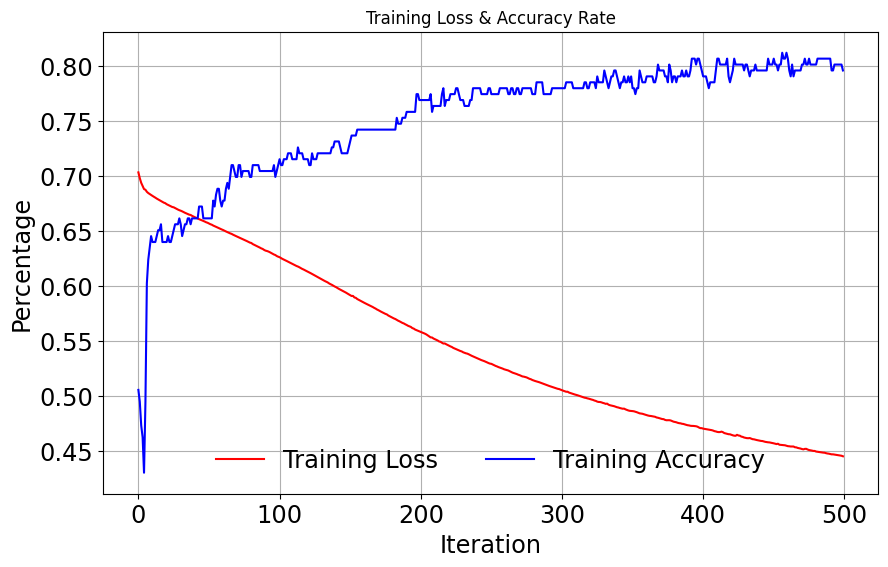 Training Loss & Accuracy Rate
0.80
0.75
0.70
0.65
0.60
0.55
0.50
0.45
Percentage
Training Loss
Training Accuracy
0
100
200
300
400
500
Iteration